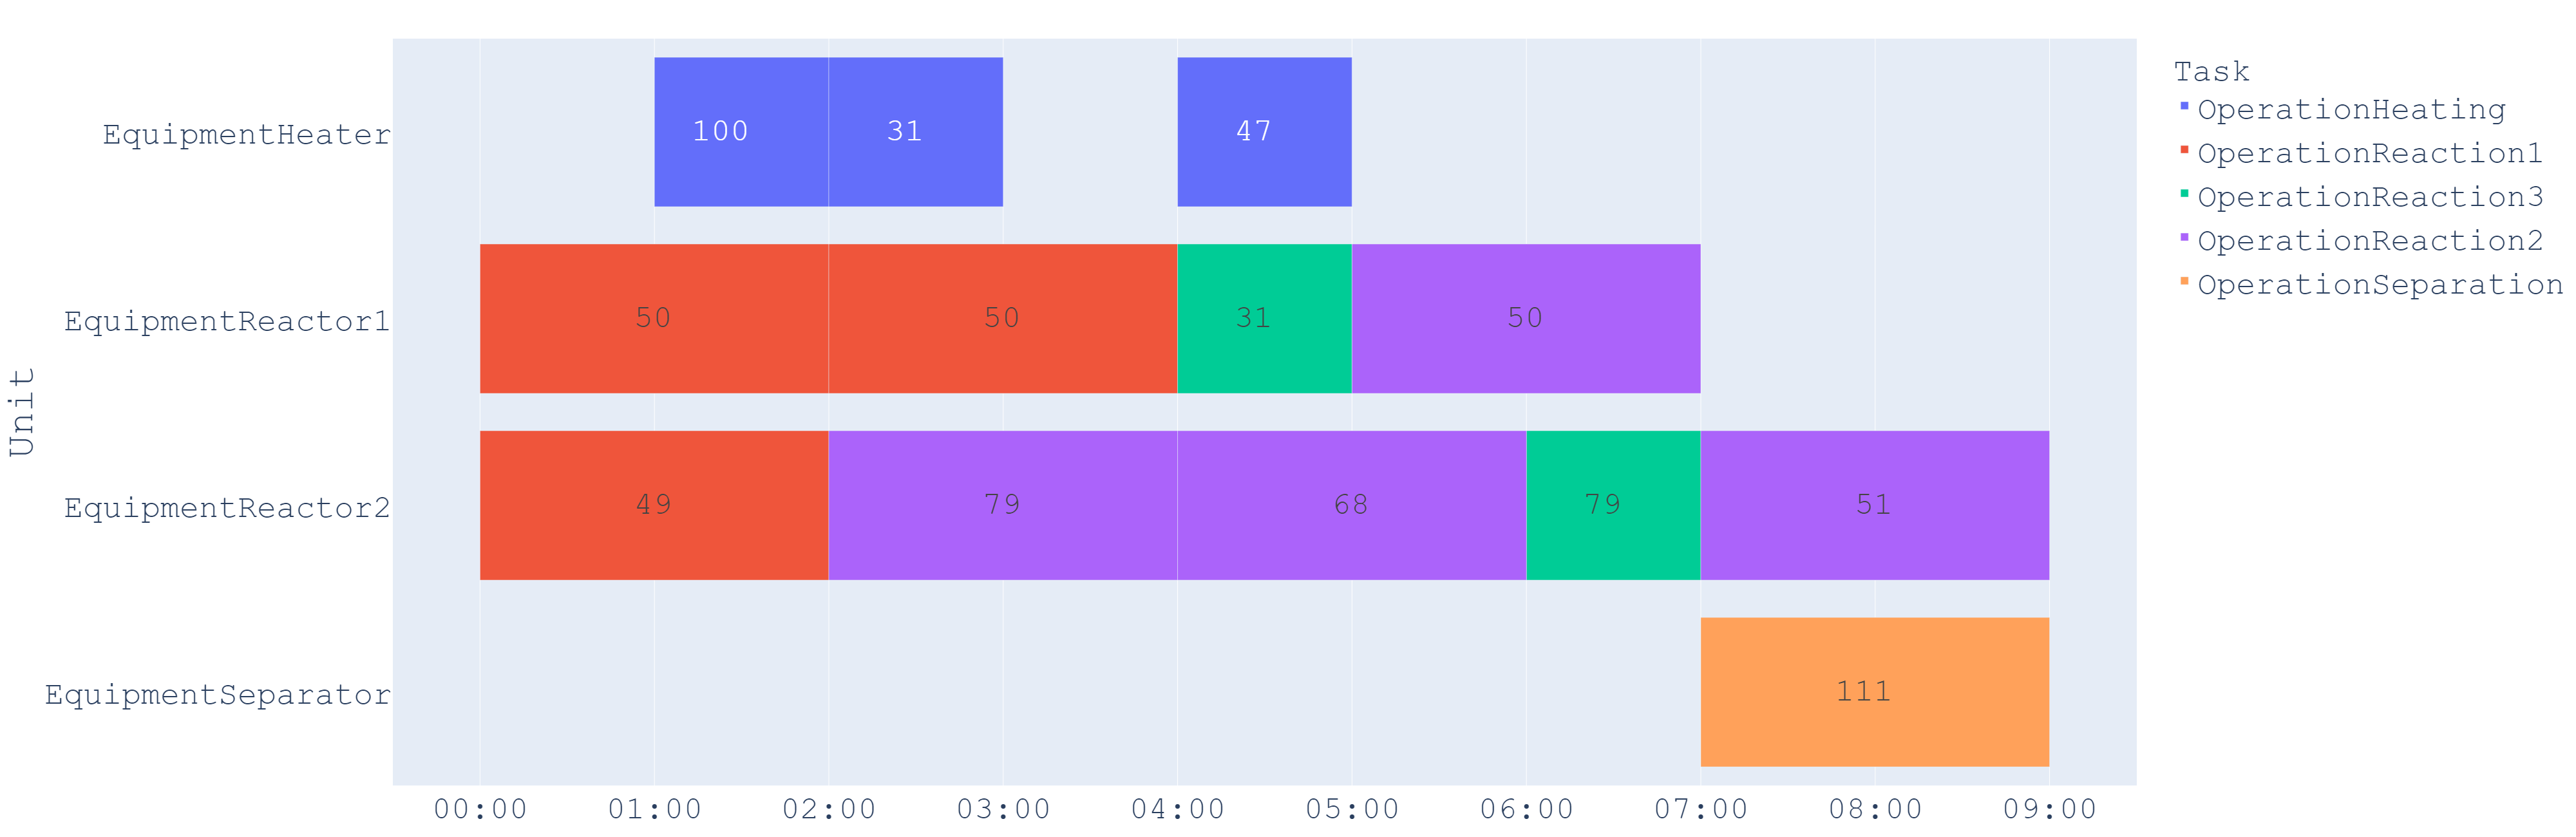 Task
OperationHeating
OperationReaction1
OperationReaction3
OperationReaction2
OperationSeparation
Unit
EquipmentHeater
100 31 47
EquipmentReactor1
50 50 31 50
EquipmentReactor2
49 79 68 79 51
EquipmentSeparator
111
00:00 01:00 02:00 03:00 04:00 05:00 06:00 07:00 08:00 09:00